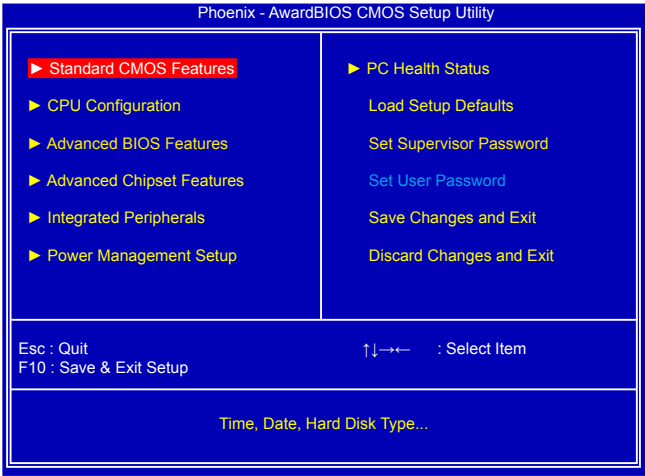 Phoenix - AwardBIOS CMOS Setup Utility
► Standard CMOS Features
► CPU Configuration
► Advanced BIOS Features
► Advanced Chipset Features
► Integrated Peripherals
► Power Management Setup
► PC Health Status
Load Setup Defaults
Set Supervisor Password
Set User Password
Save Changes and Exit
Discard Changes and Exit
Esc : Quit
F10 : Save & Exit Setup
↑↓→← : Select Item
Time, Date, Hard Disk Type...